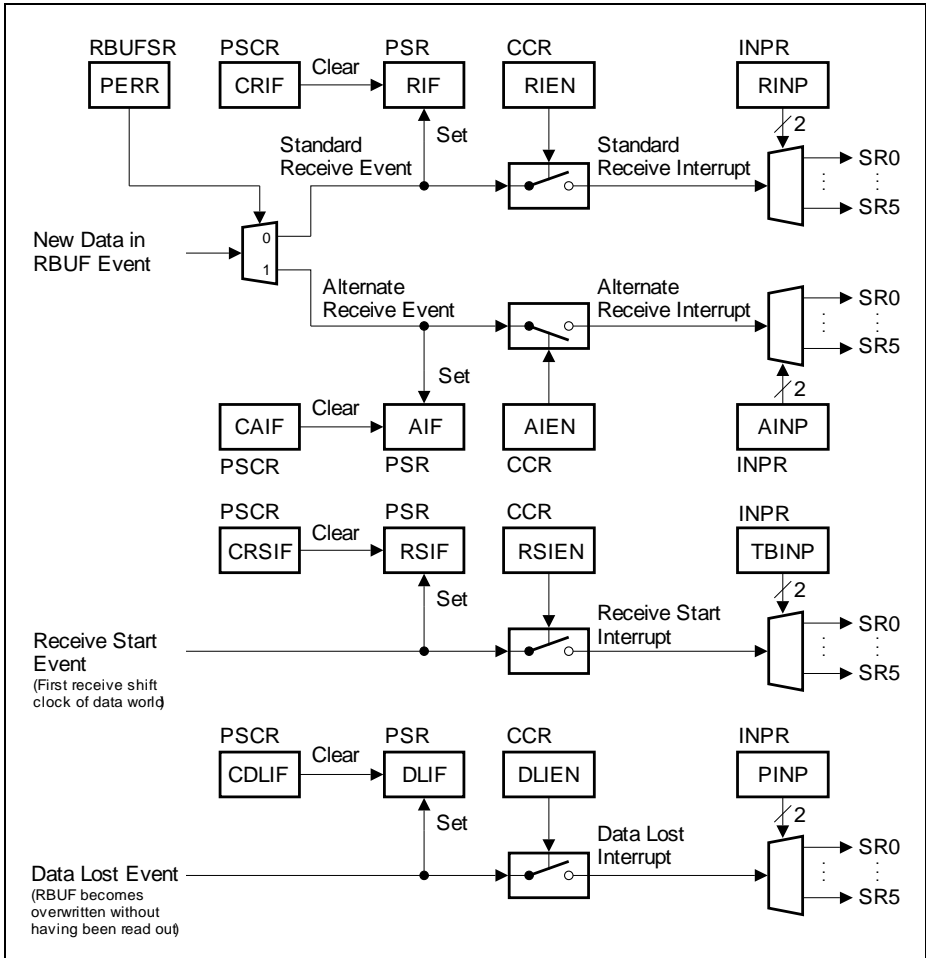 RBUFSR PSCR PSR CCR INPR
PERR CRIF Clear RIF RIEN RINP
Set 2
Standard
Receive Event
Standard
Receive Interrupt
SR0
SR5
New Data in
RBUF Event
0
1
Alternate
Receive Event
Alternate
Receive Interrupt
SR0
SR5
Set 2
CAIF Clear AIF AIEN AINP
PSCR PSR CCR INPR
PSCR PSR CCR INPR
CRSIF Clear RSIF RSIEN TBINP
Set 2
Receive Start
Interrupt
SR0
SR5
Receive Start
Event
(First receive shift
clock of data world)
PSCR PSR CCR INPR
CDLIF Clear DLIF DLIEN PINP
Set 2
Data Lost
Interrupt
SR0
SR5
Data Lost Event
(RBUF becomes
overwritten without
having been read out)